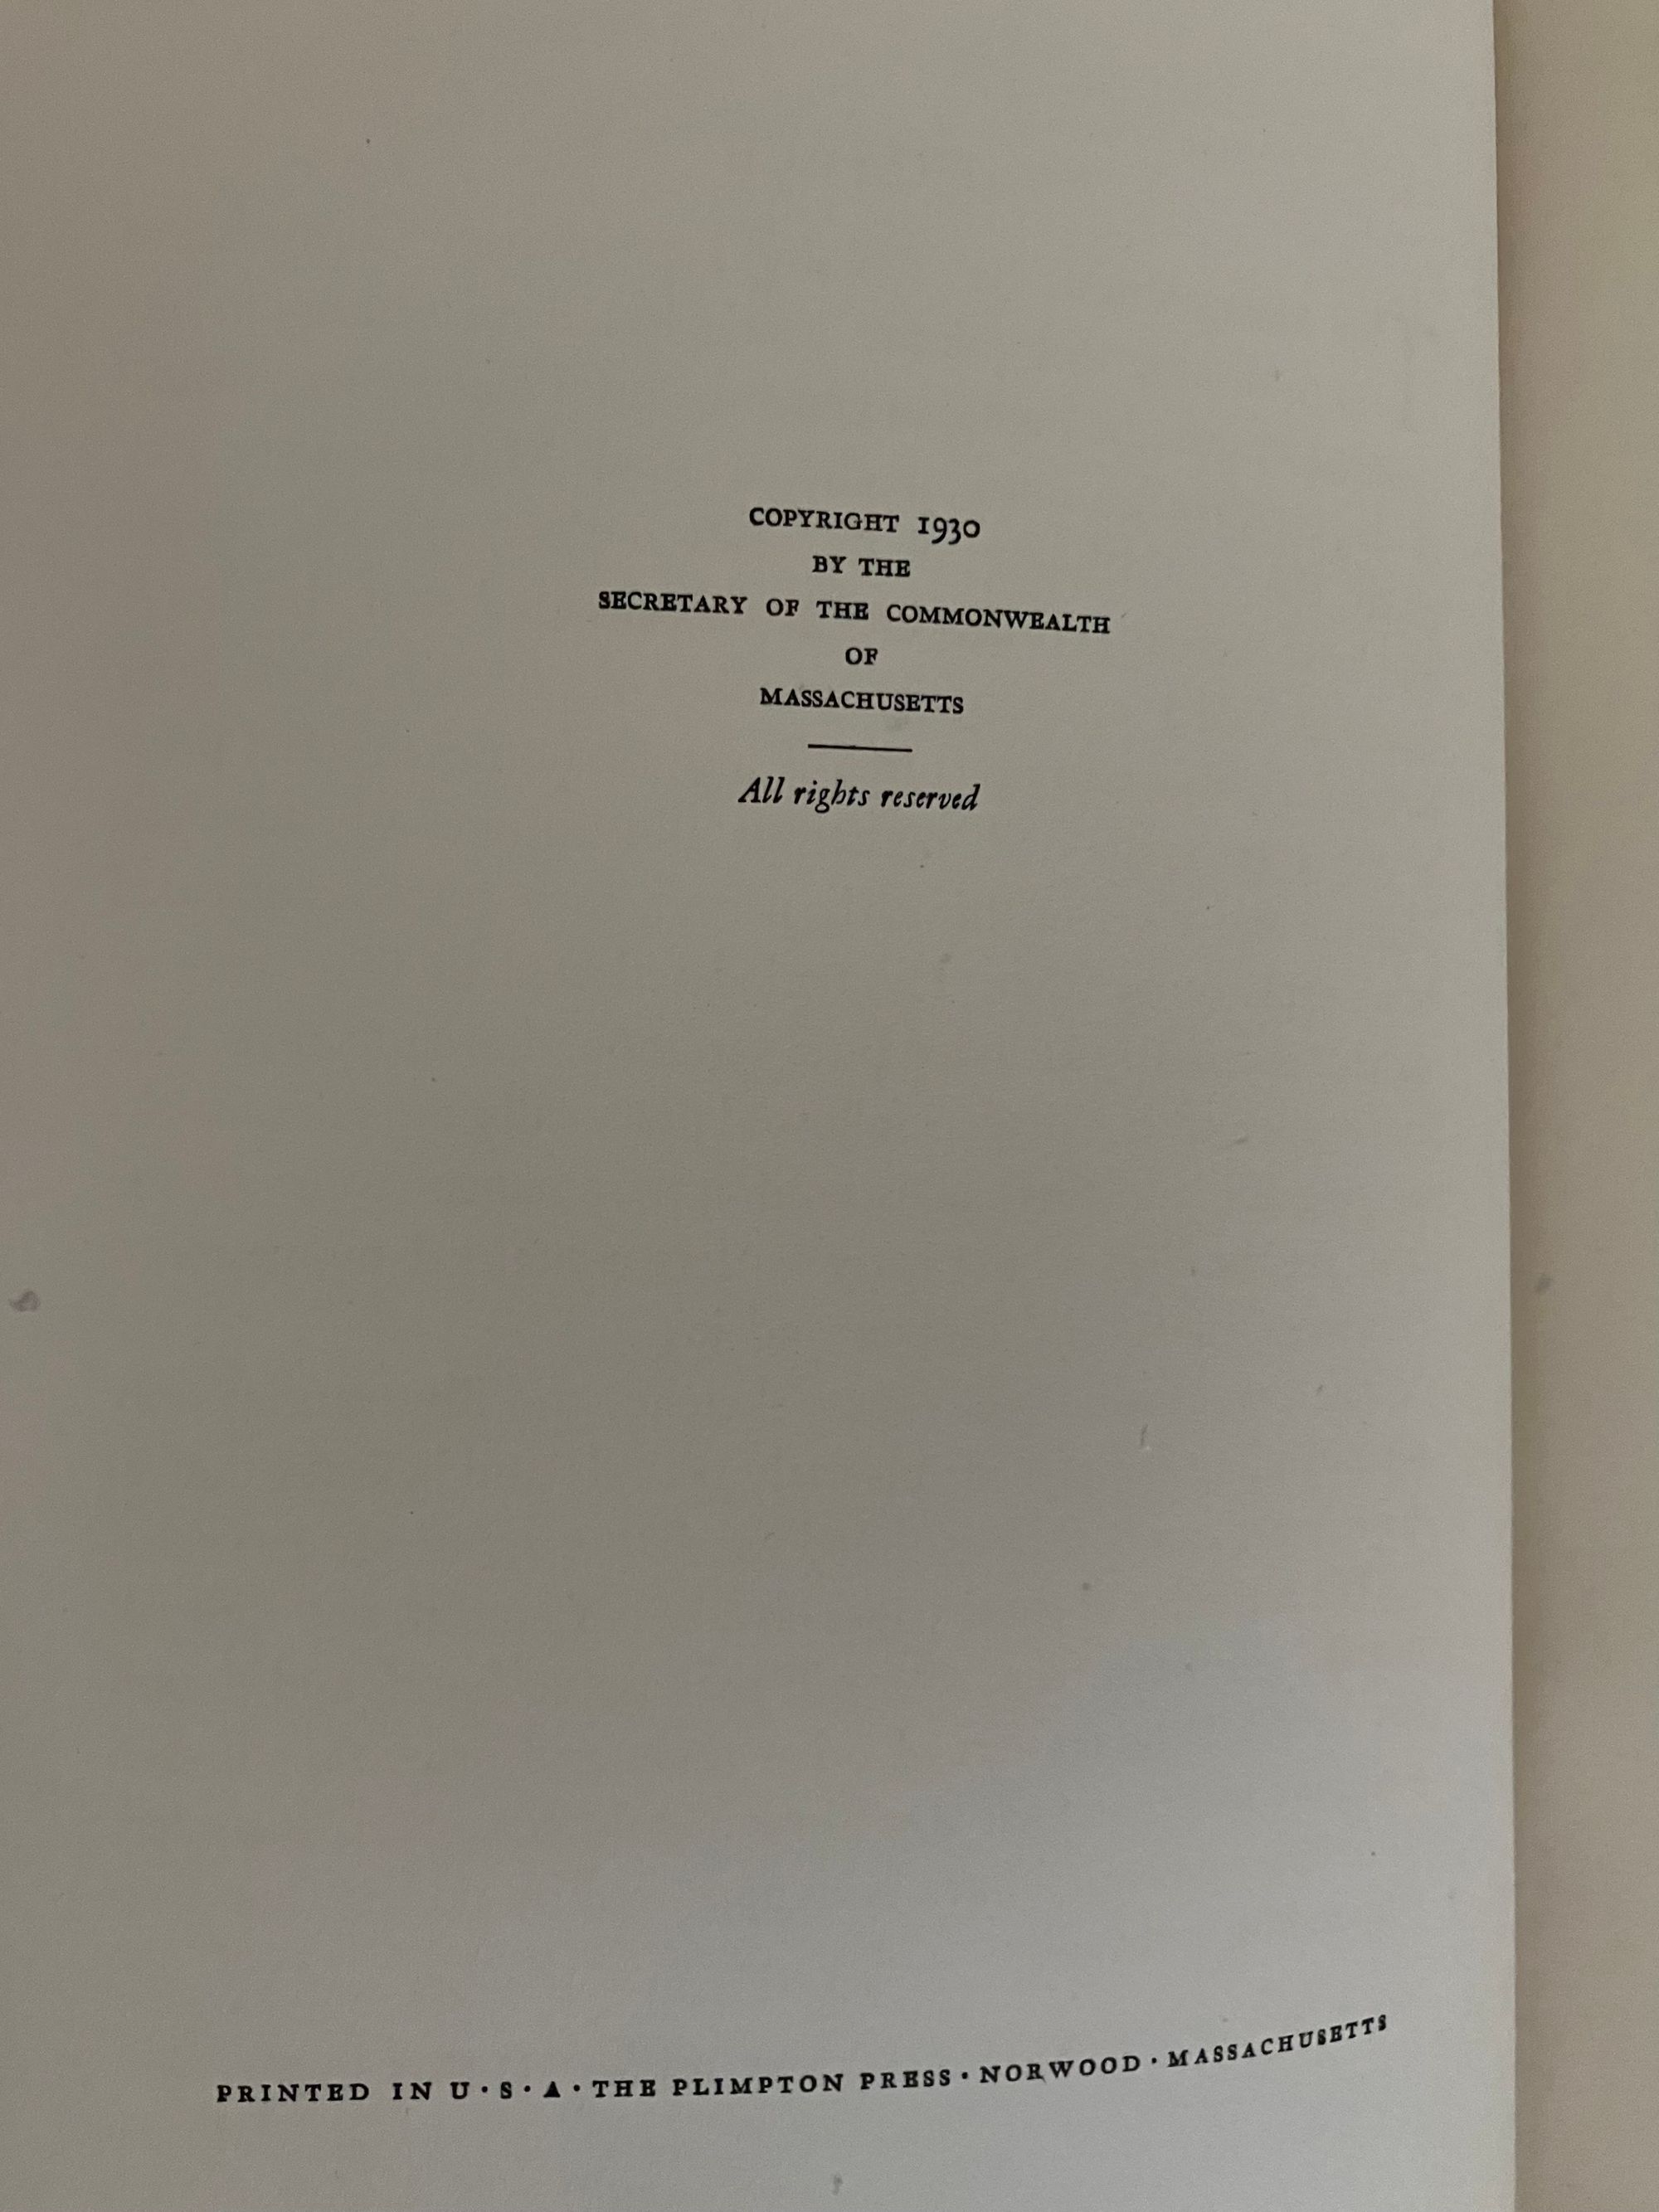 COPYRIGHT 1930
BY THE
SECRETARY OF THE COMMONWEALTH
OF
MASSACHUSETTS
All rights reserved
PRINTED IN U·S·A·THE PLIMPTON PRESS·NORWOOD·MASSACHUSETTS